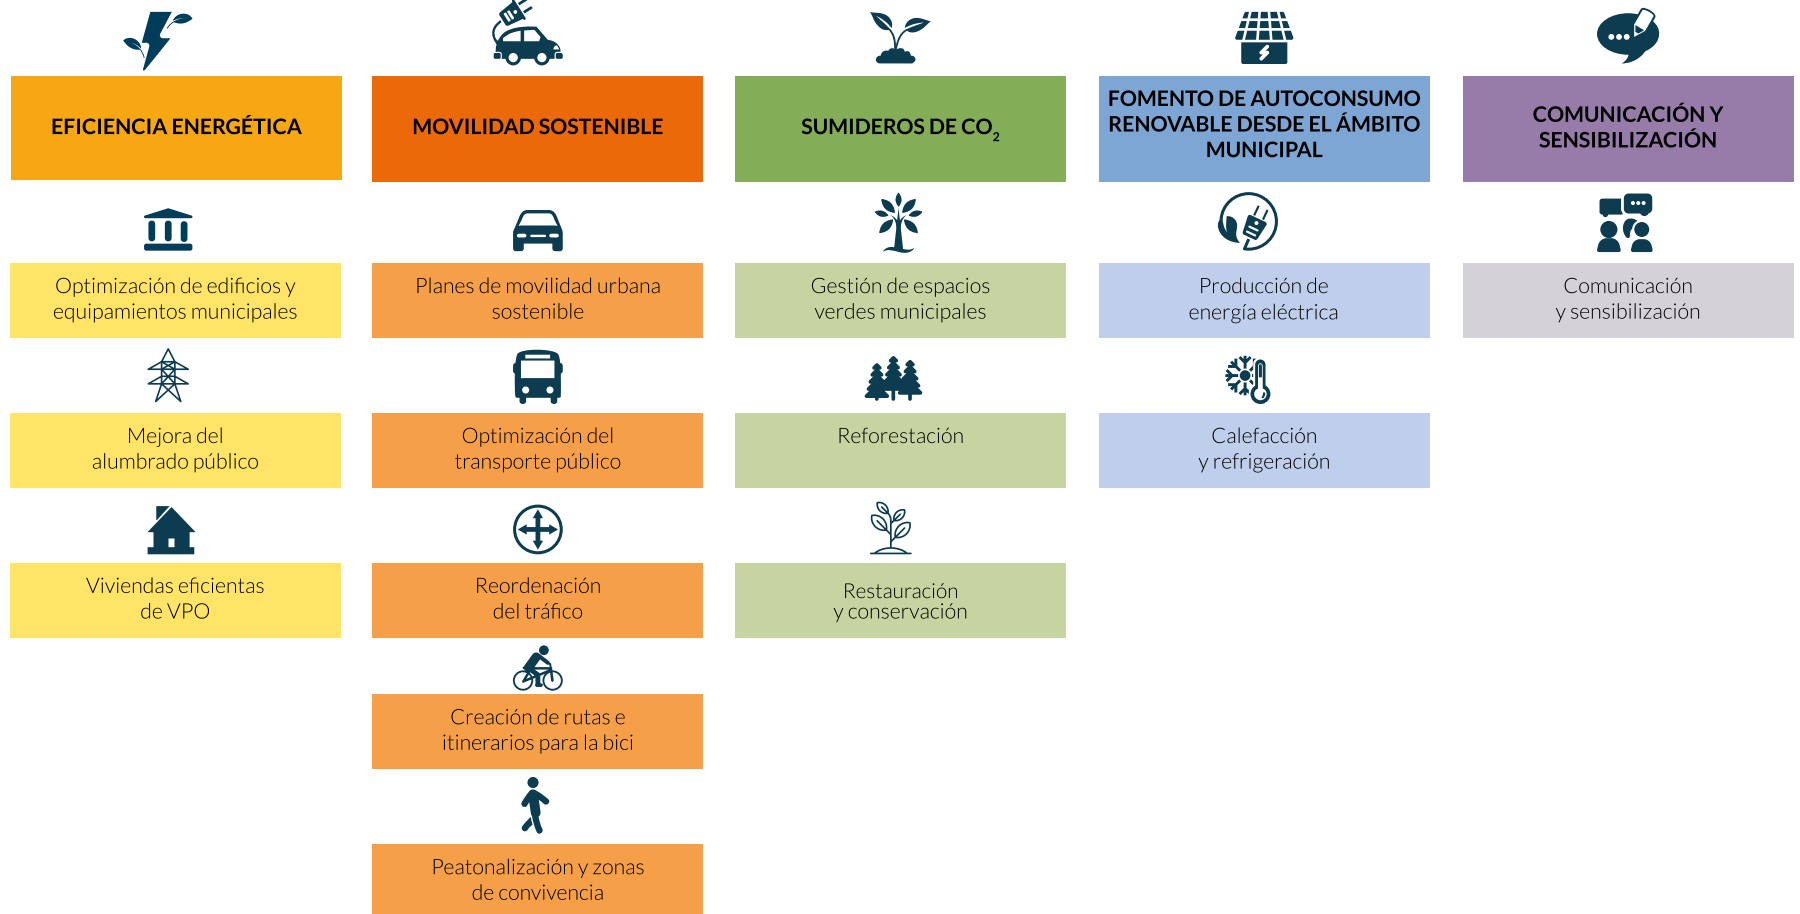 EFICIENCIA ENERGÉTICA
Optimización de edificios y
equipamientos municipales
Mejora del
alumbrado público
Viviendas eficientas
de VPO
MOVILIDAD SOSTENIBLE
Planes de movilidad urbana
sostenible
Optimización del
transporte público
Reordenación
del tráfico
Creación de rutas e
itinerarios para la bici
Peatonalización y zonas
de convivencia
SUMIDEROS DE CO₂
Gestión de espacios
verdes municipales
Reforestación
Restauración
y conservación
FOMENTO DE AUTOCONSUMO
RENOVABLE DESDE EL ÁMBITO
MUNICIPAL
Producción de
energía eléctrica
Calefacción
y refrigeración
COMUNICACIÓN Y
SENSIBILIZACIÓN
Comunicación
y sensibilización